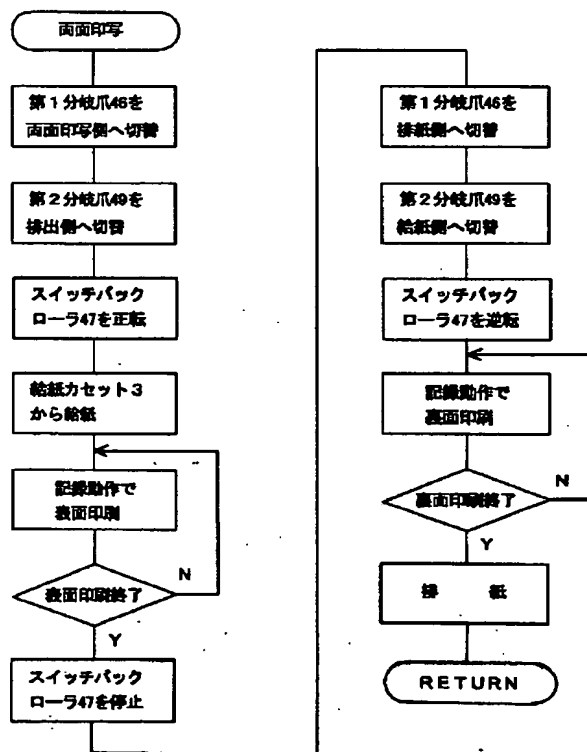 両面印写
第1分岐爪46を
両面印写側へ切替
第2分岐爪49を
排出側へ切替
スイッチバック
ローラ47を正転
給紙カセット3
から給紙
記録動作で
表面印刷
表面印刷終了
N
Y
スイッチバック
ローラ47を停止
第1分岐爪46を
排紙側へ切替
第2分岐爪49を
給紙側へ切替
スイッチバック
ローラ47を逆転
記録動作で
裏面印刷
裏面印刷終了
N
Y
排 紙
RETURN